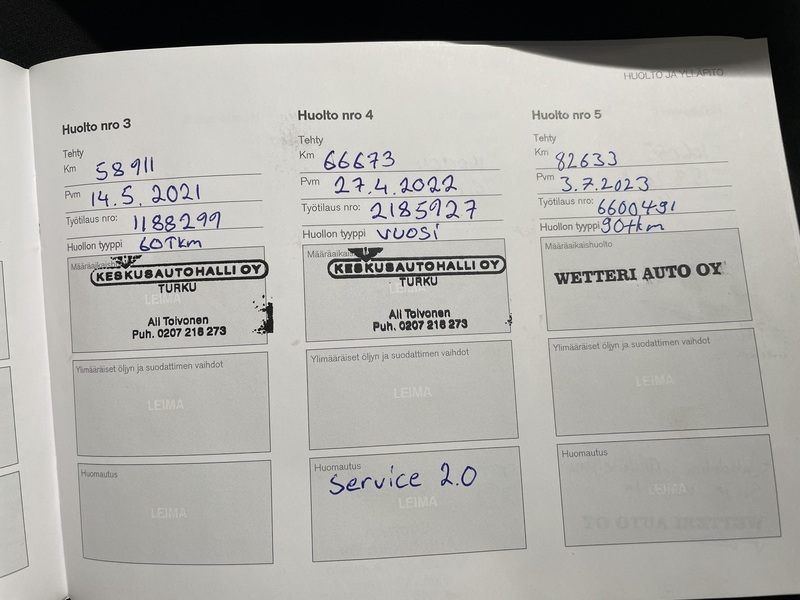 HUOLTO JA YLLÄPITO
Huolto nro 3
Tehty
Km 58911
Pvm 14.5.2021
Työtilaus nro: 1188299
Huollon tyyppi 60Tkm
KESKUSAUTOHALLI OY
TURKU
LEIMA
Ali Toivonen
Puh. 0207 218 273
Ylimääräiset öljyn ja suodattimen vaihdot
LEIMA
Huomautus
LEIMA
Huolto nro 4
Tehty
Km 66673
Pvm 27.4.2022
Työtilaus nro: 2185927
Huollon tyyppi VUOSI
KESKUSAUTOHALLI OY
TURKU
Ali Toivonen
Puh. 0207 218 273
Ylimääräiset öljyn ja suodattimen vaihdot
LEIMA
Huomautus
Service 2.0
LEIMA
Huolto nro 5
Tehty
Km 82633
Pvm 3.7.2023
Työtilaus nro: 6600491
Huollon tyyppi 90tkm
Määräaikaishuolto
WETTERI AUTO OY
Ylimääräiset öljyn ja suodattimen vaihdot
LEIMA
Huomautus
LEIMA